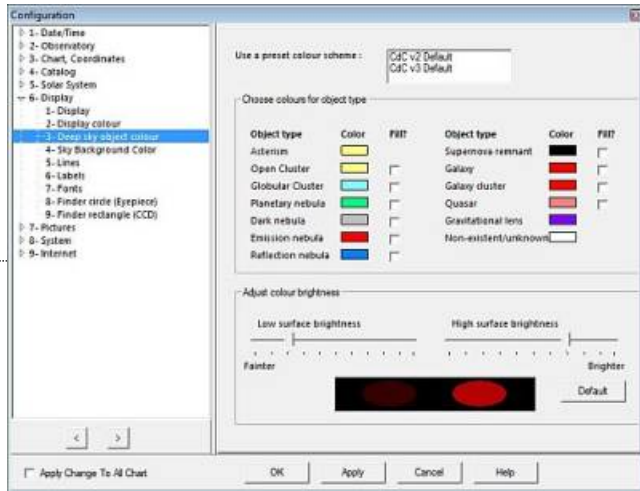 Configuration
1- Date/Time
2- Observatory
3- Chart, Coordinates
4- Catalog
5- Solar System
6- Display
1- Display
2- Display colour
3- Deep sky object colour
4- Sky Background Color
5- Lines
6- Labels
7- Fonts
8- Finder circle (Eyepiece)
9- Finder rectangle (CCD)
7- Pictures
8- System
9- Internet
< >
Use a preset colour scheme :
CdC v2 Default
CdC v3 Default
Choose colours for object type
Object type Color Fill? Object type Color Fill?
Asterism Supernova remnant
Open Cluster Galaxy
Globular Cluster Galaxy cluster
Planetary nebula Quasar
Dark nebula Gravitational lens
Emission nebula Non-existent/unknown
Reflection nebula
Adjust colour brightness
Low surface brightness High surface brightness
Fainter Brighter
Default
Apply Change To All Chart OK Apply Cancel Help